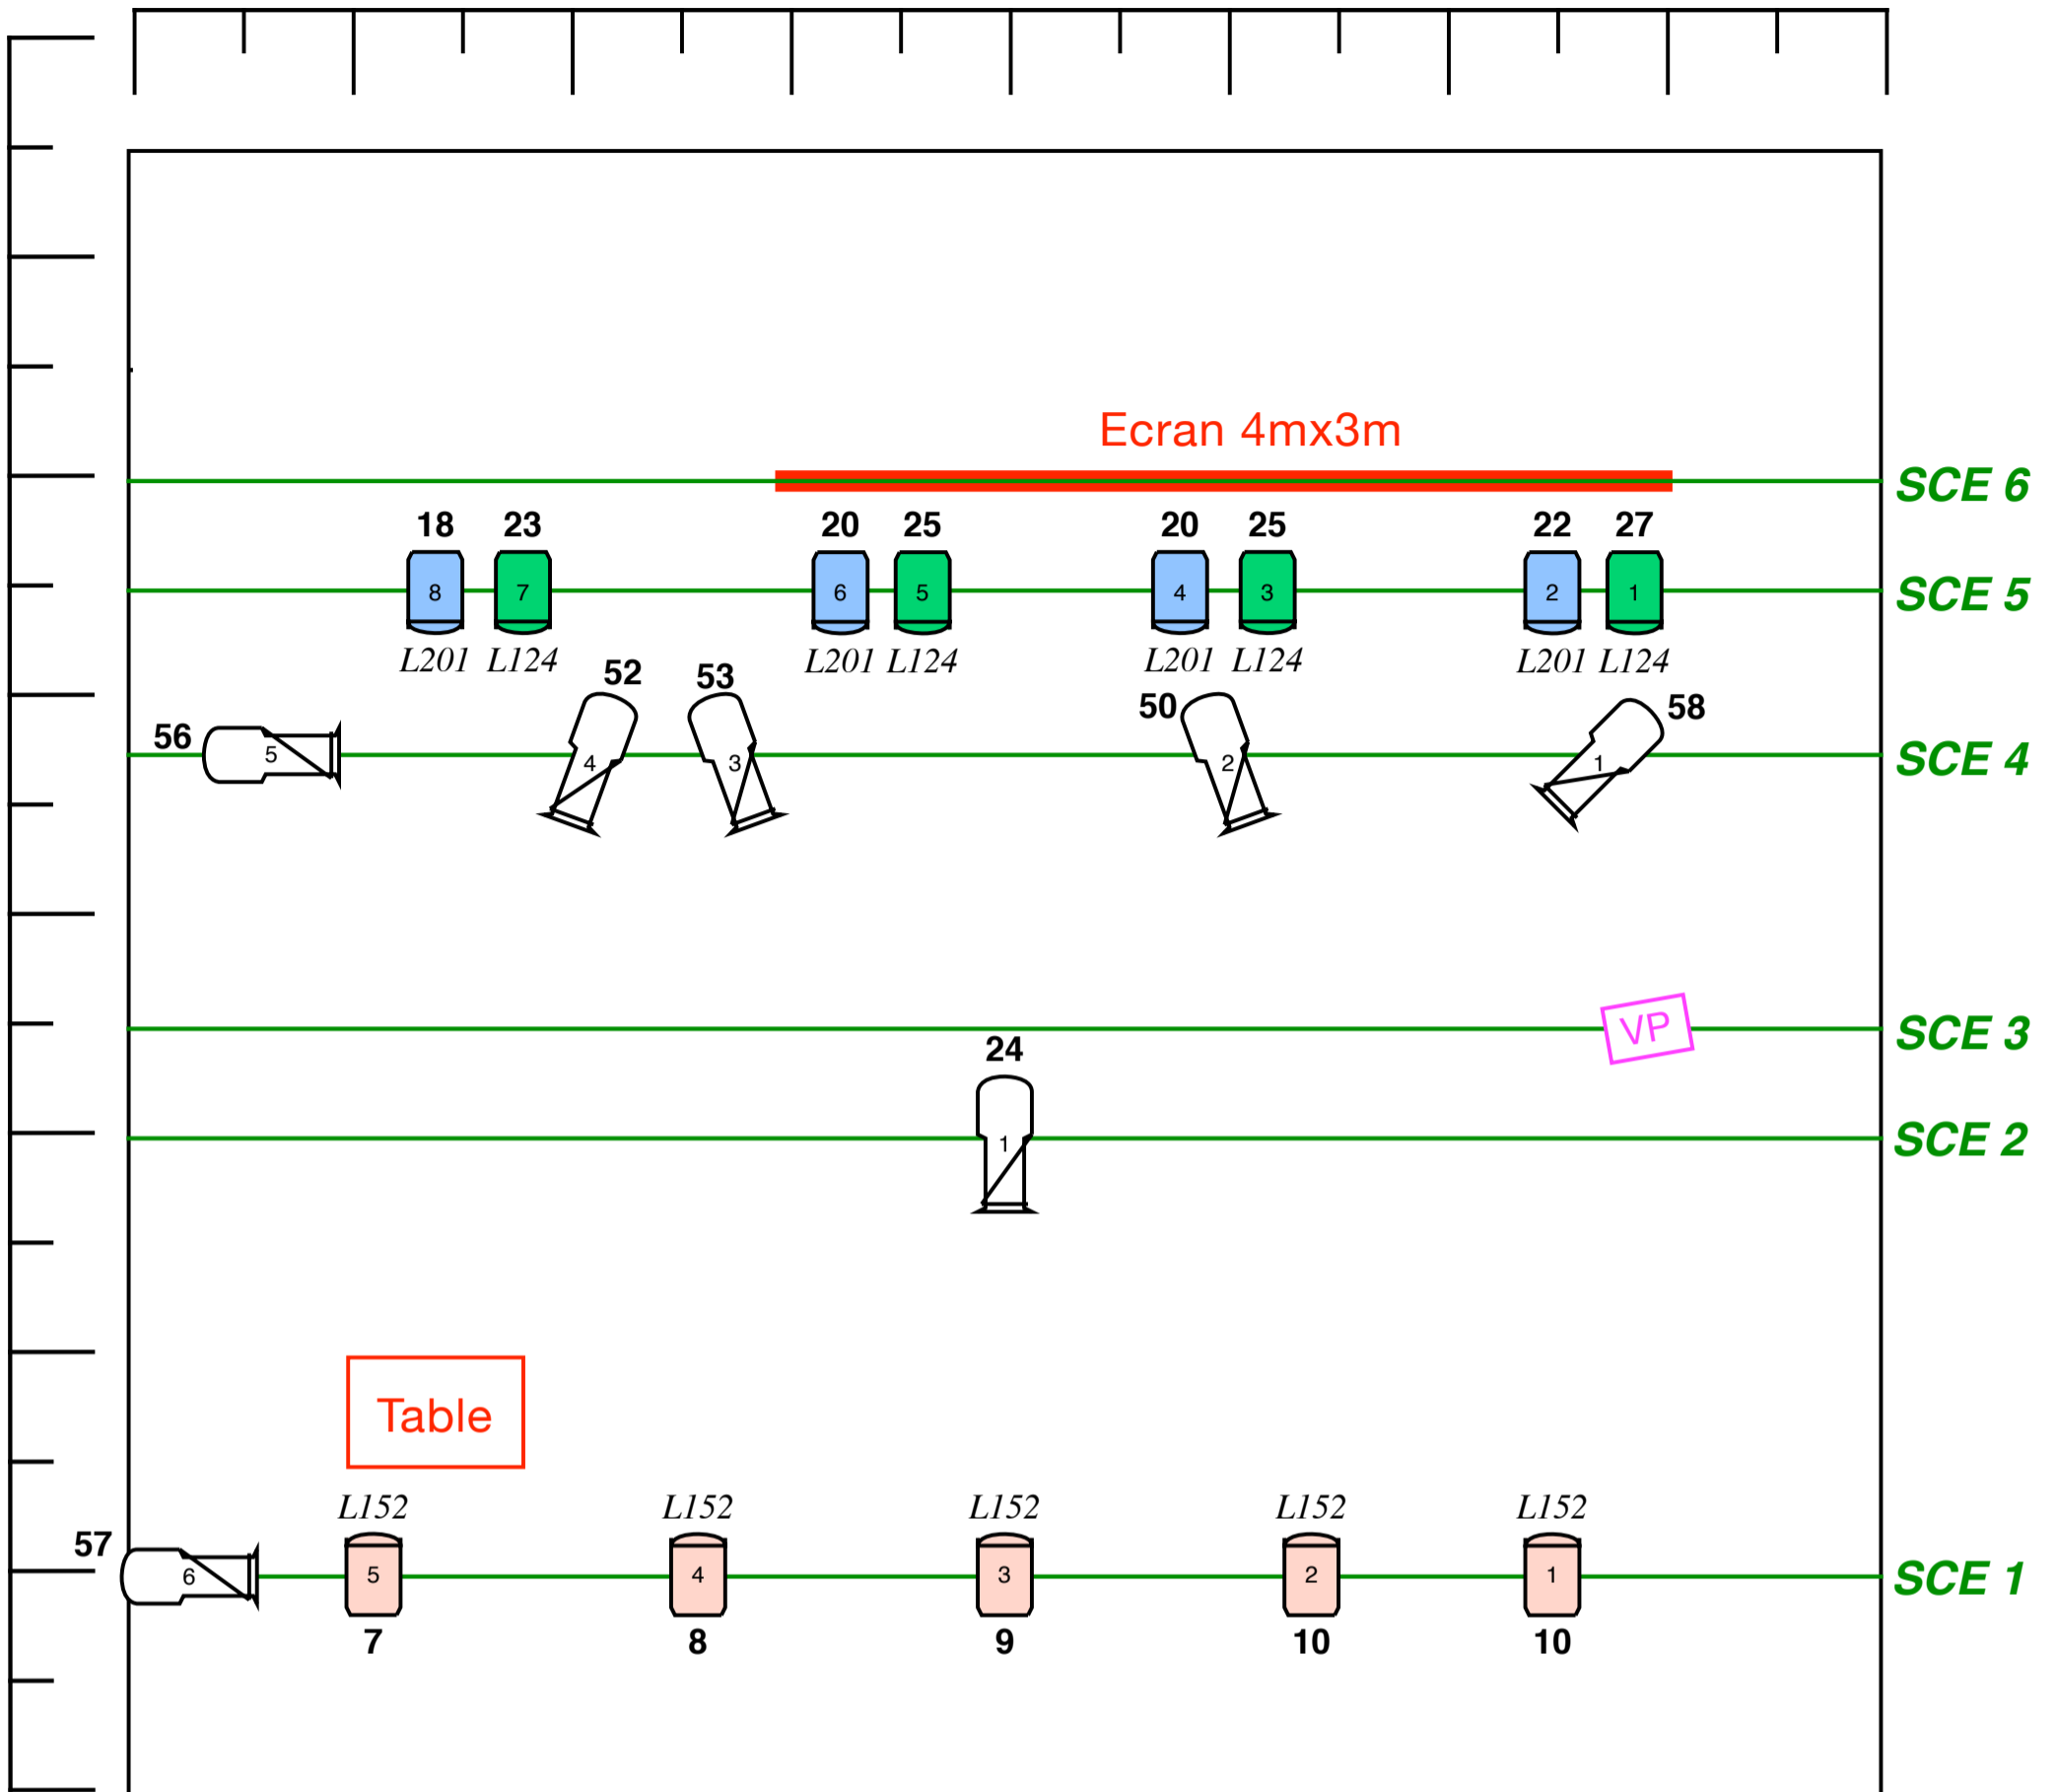 Ecran 4mx3m
SCE 6
18 23 20 25 20 25 22 27
8 7 6 5 4 3 2 1
SCE 5
L201 L124 L201 L124 L201 L124 L201 L124
52 53 50 58
56 5 4 3 2 1 SCE 4
VP SCE 3
24
1 SCE 2
Table
L152 L152 L152 L152 L152
57
6 5 4 3 2 1 SCE 1
7 8 9 10 10